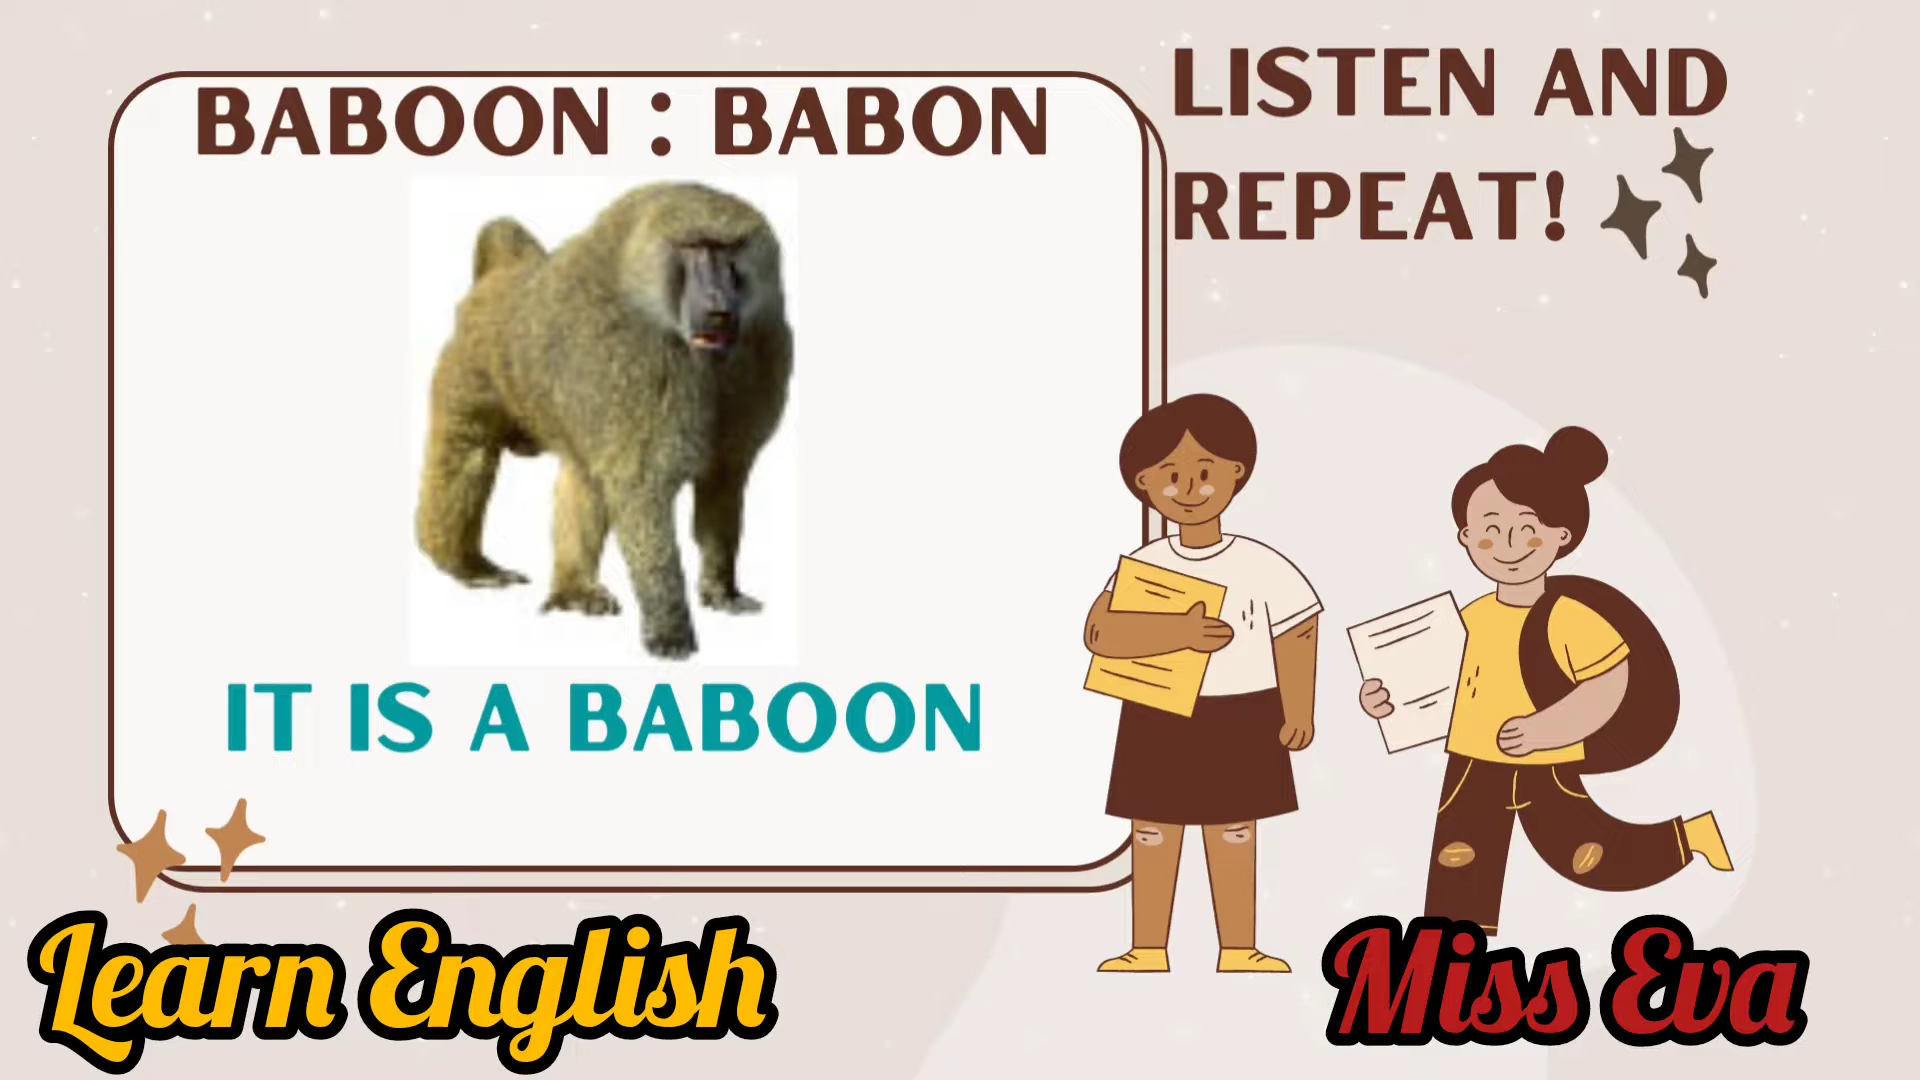 BABOON : BABON
IT IS A BABOON
LISTEN AND
REPEAT!
Learn English
Miss Eva